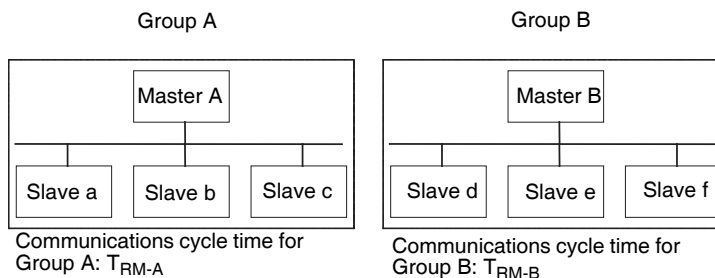 Group A
Group B
Master A
Master B
Slave a
Slave b
Slave c
Slave d
Slave e
Slave f
Communications cycle time for
Group A: TRM-A
Communications cycle time for
Group B: TRM-B